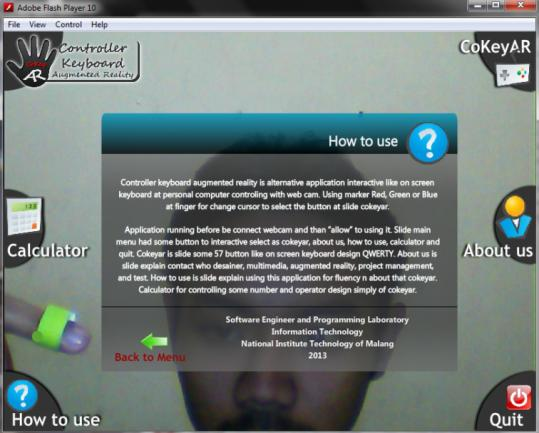 Adobe Flash Player 10
File View Control Help
Controller
Keyboard
Augmented Reality
CoKey
AR
CoKeyAR
How to use
?
Controller keyboard augmented reality is alternative application interactive like on screen
keyboard at personal computer controling with web cam. Using marker Red, Green or Blue
at finger for change cursor to select the button at slide cokeyar.
Application running before be connect webcam and than "allow" to using it. Slide main
menu had some button to interactive select as cokeyar, about us, how to use, calculator and
quit. Cokeyar is slide some 57 button like on screen keyboard design QWERTY. About us is
slide explain contact who desainer, multimedia, augmented reality, project management,
and test. How to use is slide explain using this application for fluency n about that cokeyar.
Calculator for controlling some number and operator design simply of cokeyar.
Calculator
About us
Software Engineer and Programming Laboratory
Information Technology
National Institute Technology of Malang
2013
Back to Menu
?
How to use
Quit